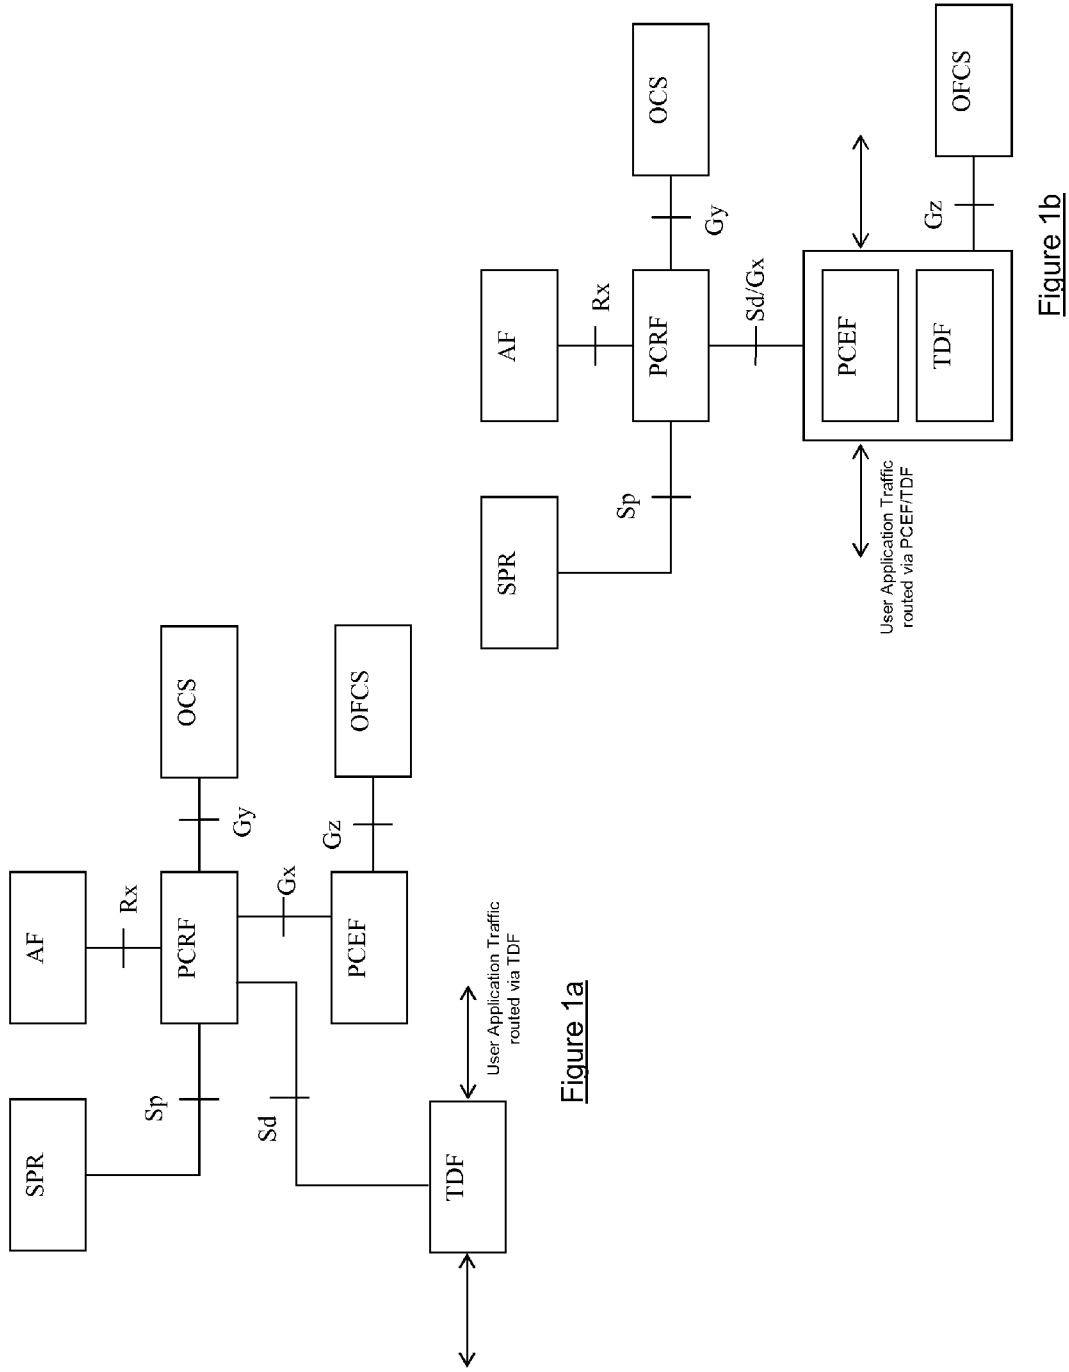 SPR
AF
Rx
Sp
PCRF
Gy
OCS
Sd
Gx
PCEF
Gz
OFCS
TDF
User Application Traffic
routed via TDF
Figure 1a
SPR
AF
Rx
Sp
PCRF
Gy
OCS
Sd/Gx
PCEF
TDF
Gz
OFCS
User Application Traffic
routed via PCEF/TDF
Figure 1b